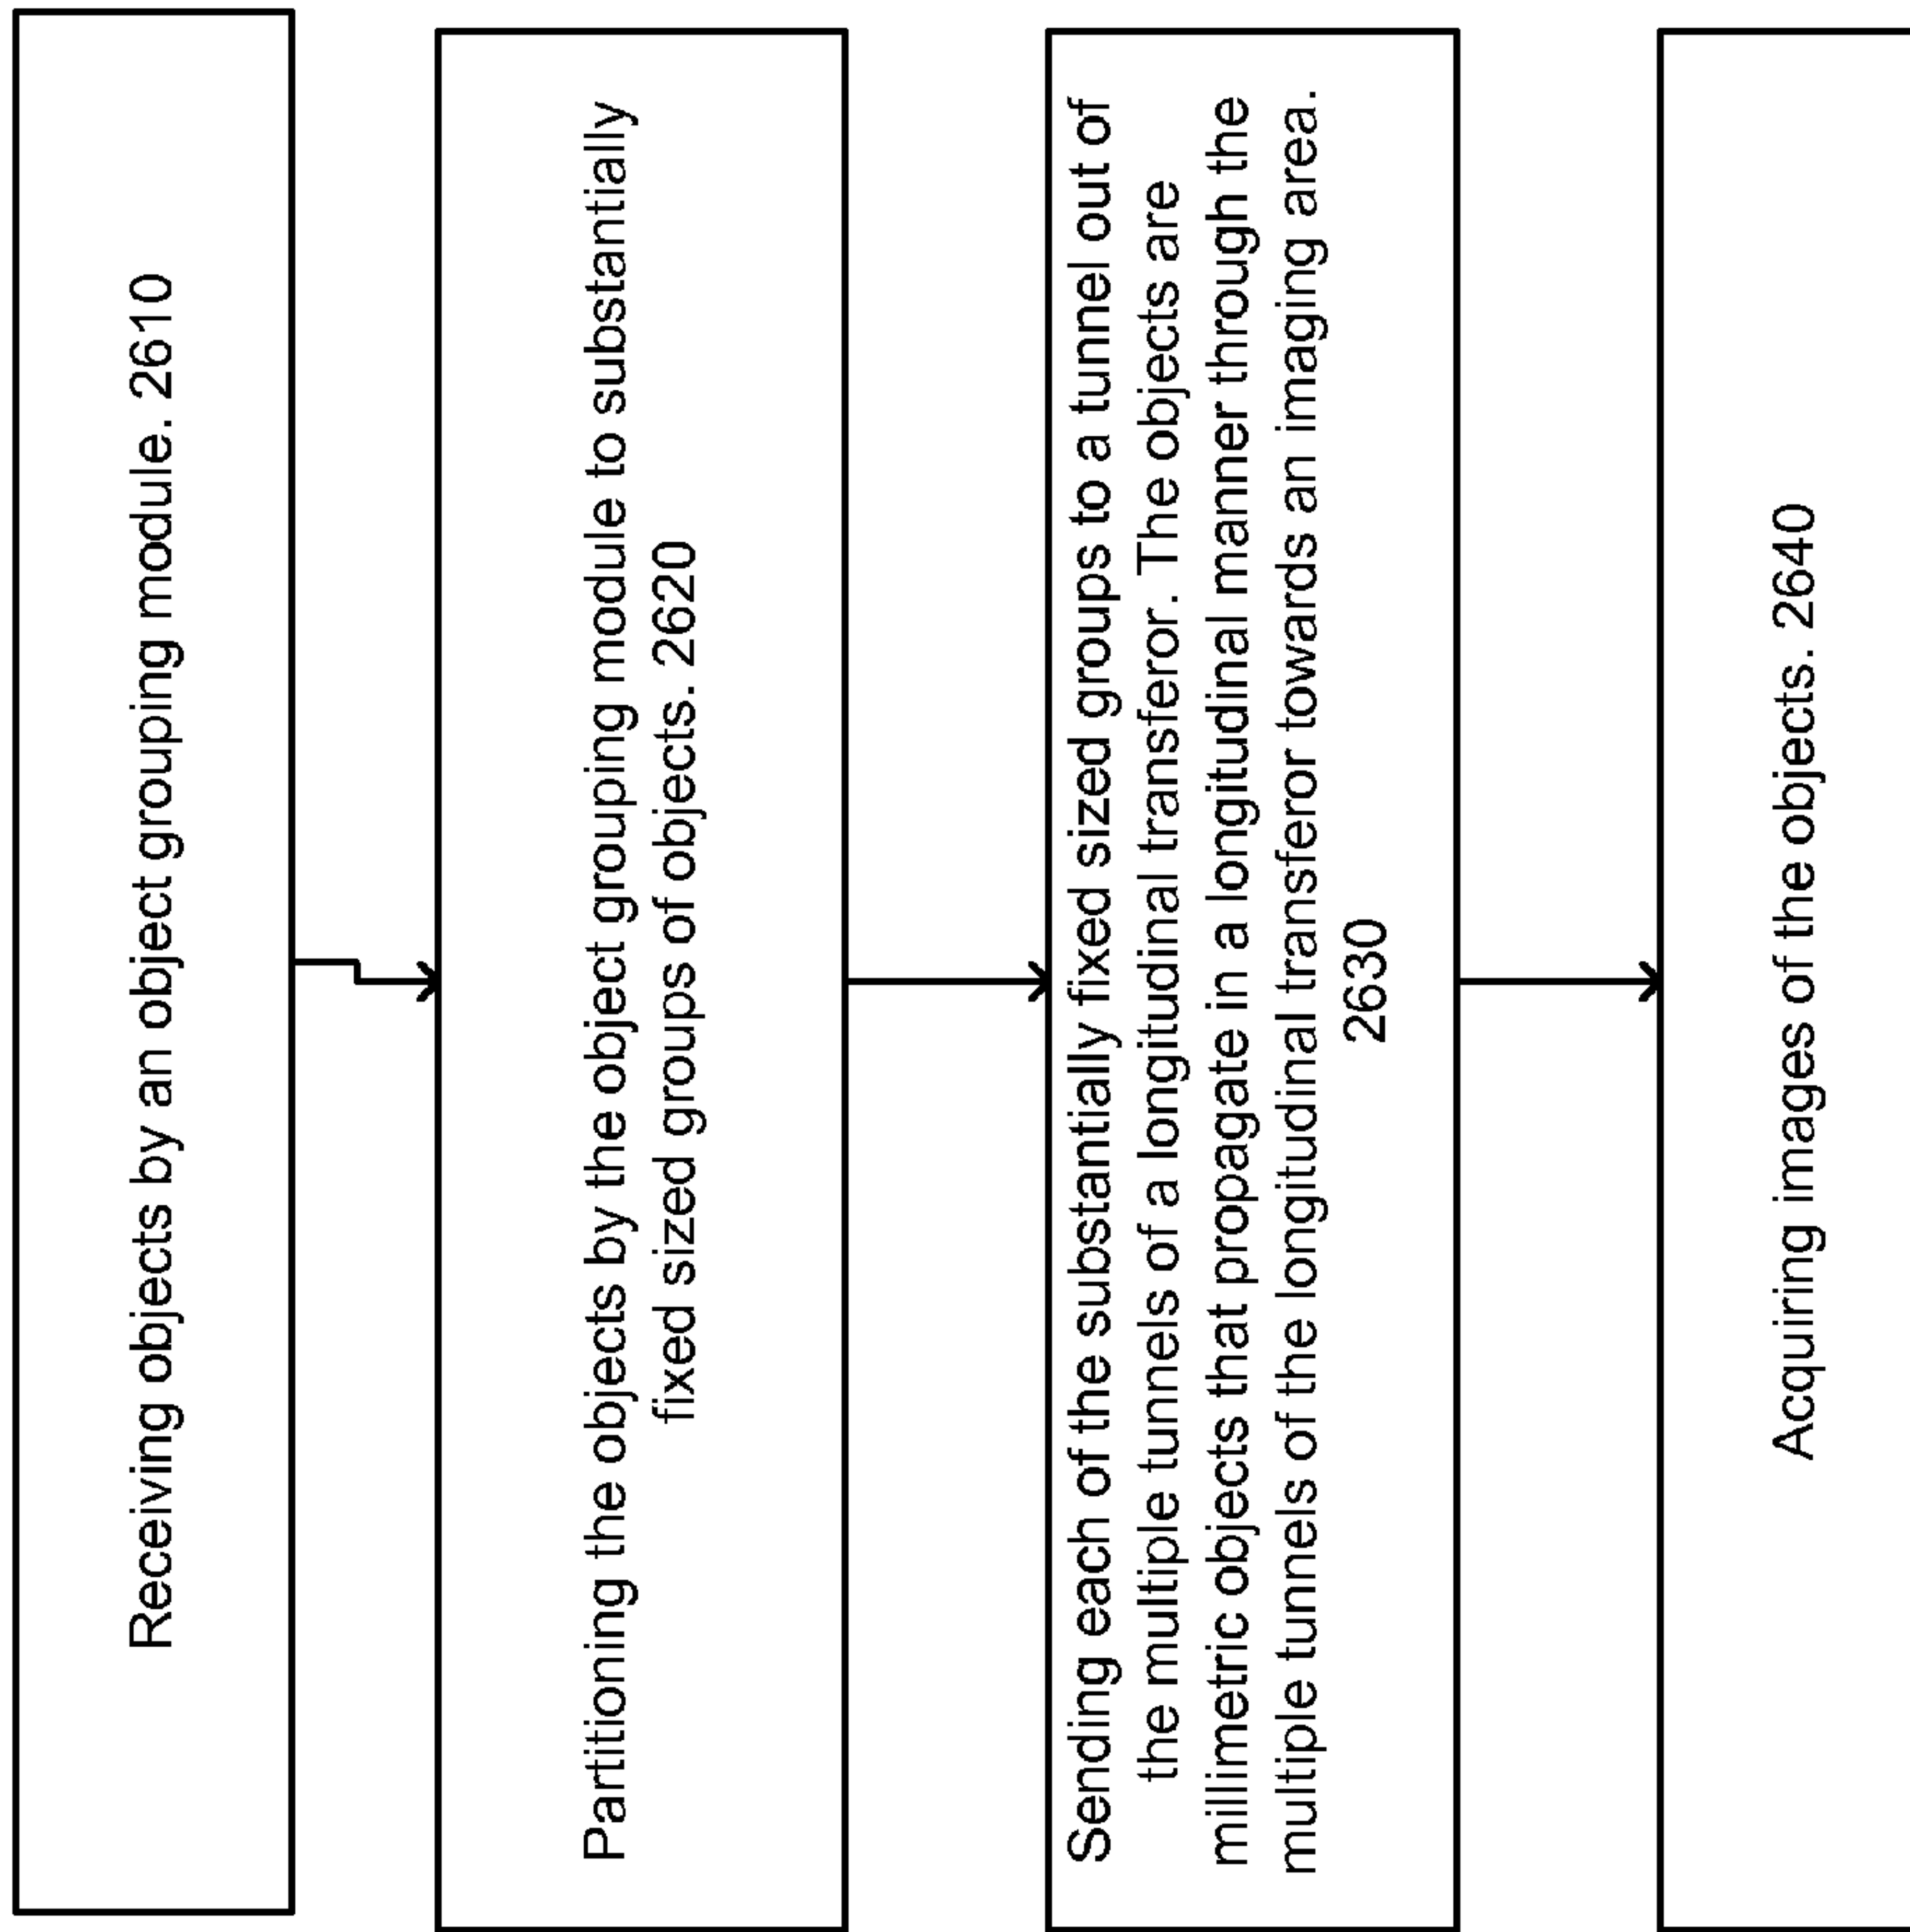 Receiving objects by an object grouping module. 2610
Partitioning the objects by the object grouping module to substantially
fixed sized groups of objects. 2620
Sending each of the substantially fixed sized groups to a tunnel out of
the multiple tunnels of a longitudinal transferor. The objects are
millimetric objects that propagate in a longitudinal manner through the
multiple tunnels of the longitudinal transferor towards an imaging area.
2630
Acquiring images of the objects. 2640